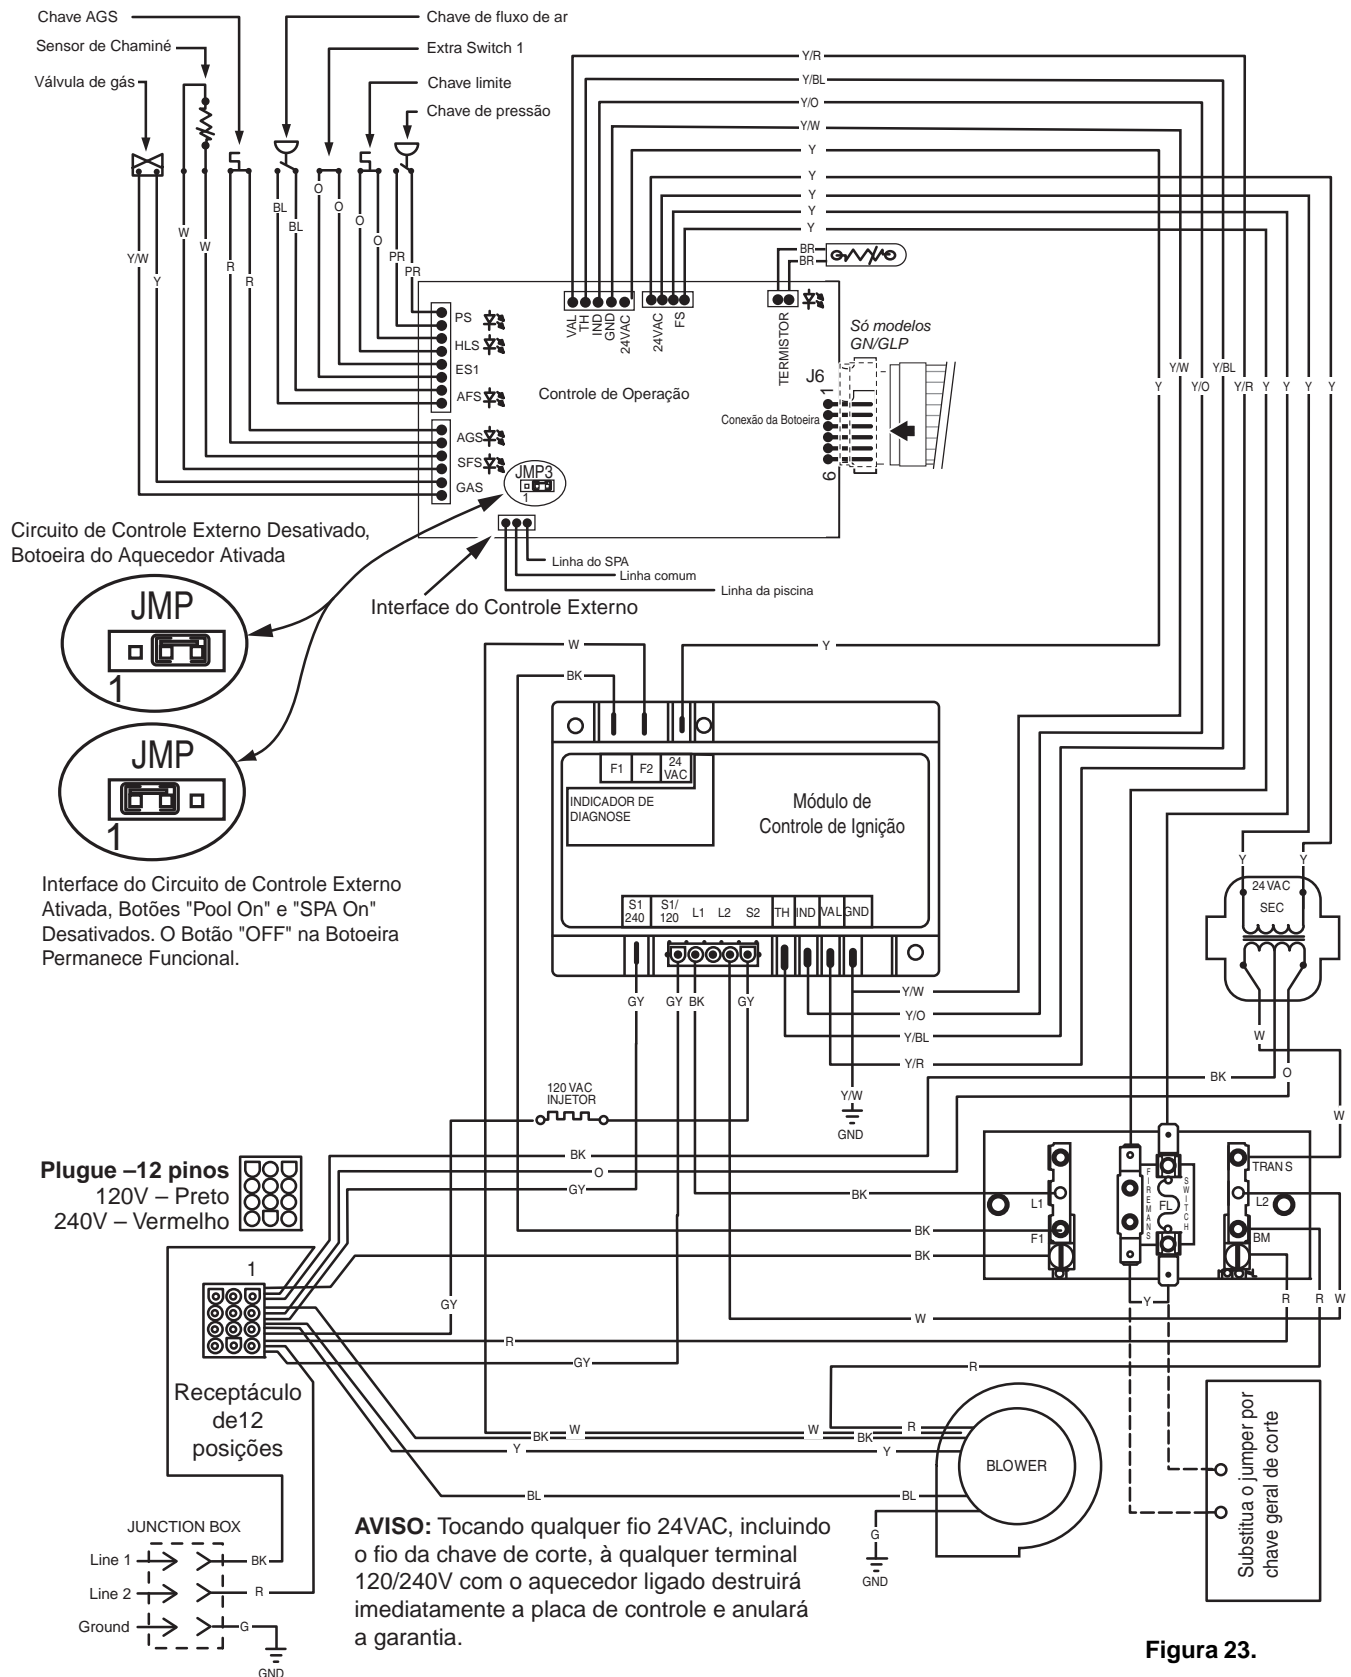 Chave AGS
Sensor de Chaminé
Válvula de gás
Chave de fluxo de ar
Extra Switch 1
Chave limite
Chave de pressão
Y/R
Y/BL
Y/O
Y/W
Y
Y
Y
Y
Y
BR
BR
O
O
O
O
BL
BL
W
W
R
R
Y/W
Y
PR
PR
PS
HLS
ES1
AFS
AGS
SFS
GAS
VAL
TH
IND
GND
24VAC
24VAC
FS
TERMISTOR
Só modelos
GN/GLP
J6
1
6
Controle de Operação
Conexão da Botoeira
JMP3
1
Y
Y/W
Y/O
Y/BL
Y/R
Y
Y
Y
Y
Circuito de Controle Externo Desativado,
Botoeira do Aquecedor Ativada
Linha do SPA
Linha comum
Linha da piscina
Interface do Controle Externo
JMP
1
JMP
1
Interface do Circuito de Controle Externo
Ativada, Botões "Pool On" e "SPA On"
Desativados. O Botão "OFF" na Botoeira
Permanece Funcional.
W
BK
Y
F1
F2
24
VAC
INDICADOR DE
DIAGNOSE
Módulo de
Controle de Ignição
S1
240
S1/
120
L1
L2
S2
TH
IND
VAL
GND
GY
GY
BK
GY
Y/W
Y/O
Y/BL
Y/R
Y/W
GND
Y
Y
24 VAC
SEC
W
O
BK
W
120 VAC
INJETOR
BK
O
GY
BK
BK
BK
Plugue –12 pinos
120V – Preto
240V – Vermelho
L1
F1
FIREMANS
FL
SWITCH
TRANS
L2
BM
Y
R
R
W
1
GY
W
R
GY
R
Receptáculo
de12
posições
W
BK
Y
BL
W
R
BK
Y
BL
BLOWER
G
GND
Substitua o jumper por
chave geral de corte
JUNCTION BOX
Line 1
BK
Line 2
R
Ground
G
GND
AVISO: Tocando qualquer fio 24VAC, incluindo
o fio da chave de corte, à qualquer terminal
120/240V com o aquecedor ligado destruirá
imediatamente a placa de controle e anulará
a garantia.
Figura 23.